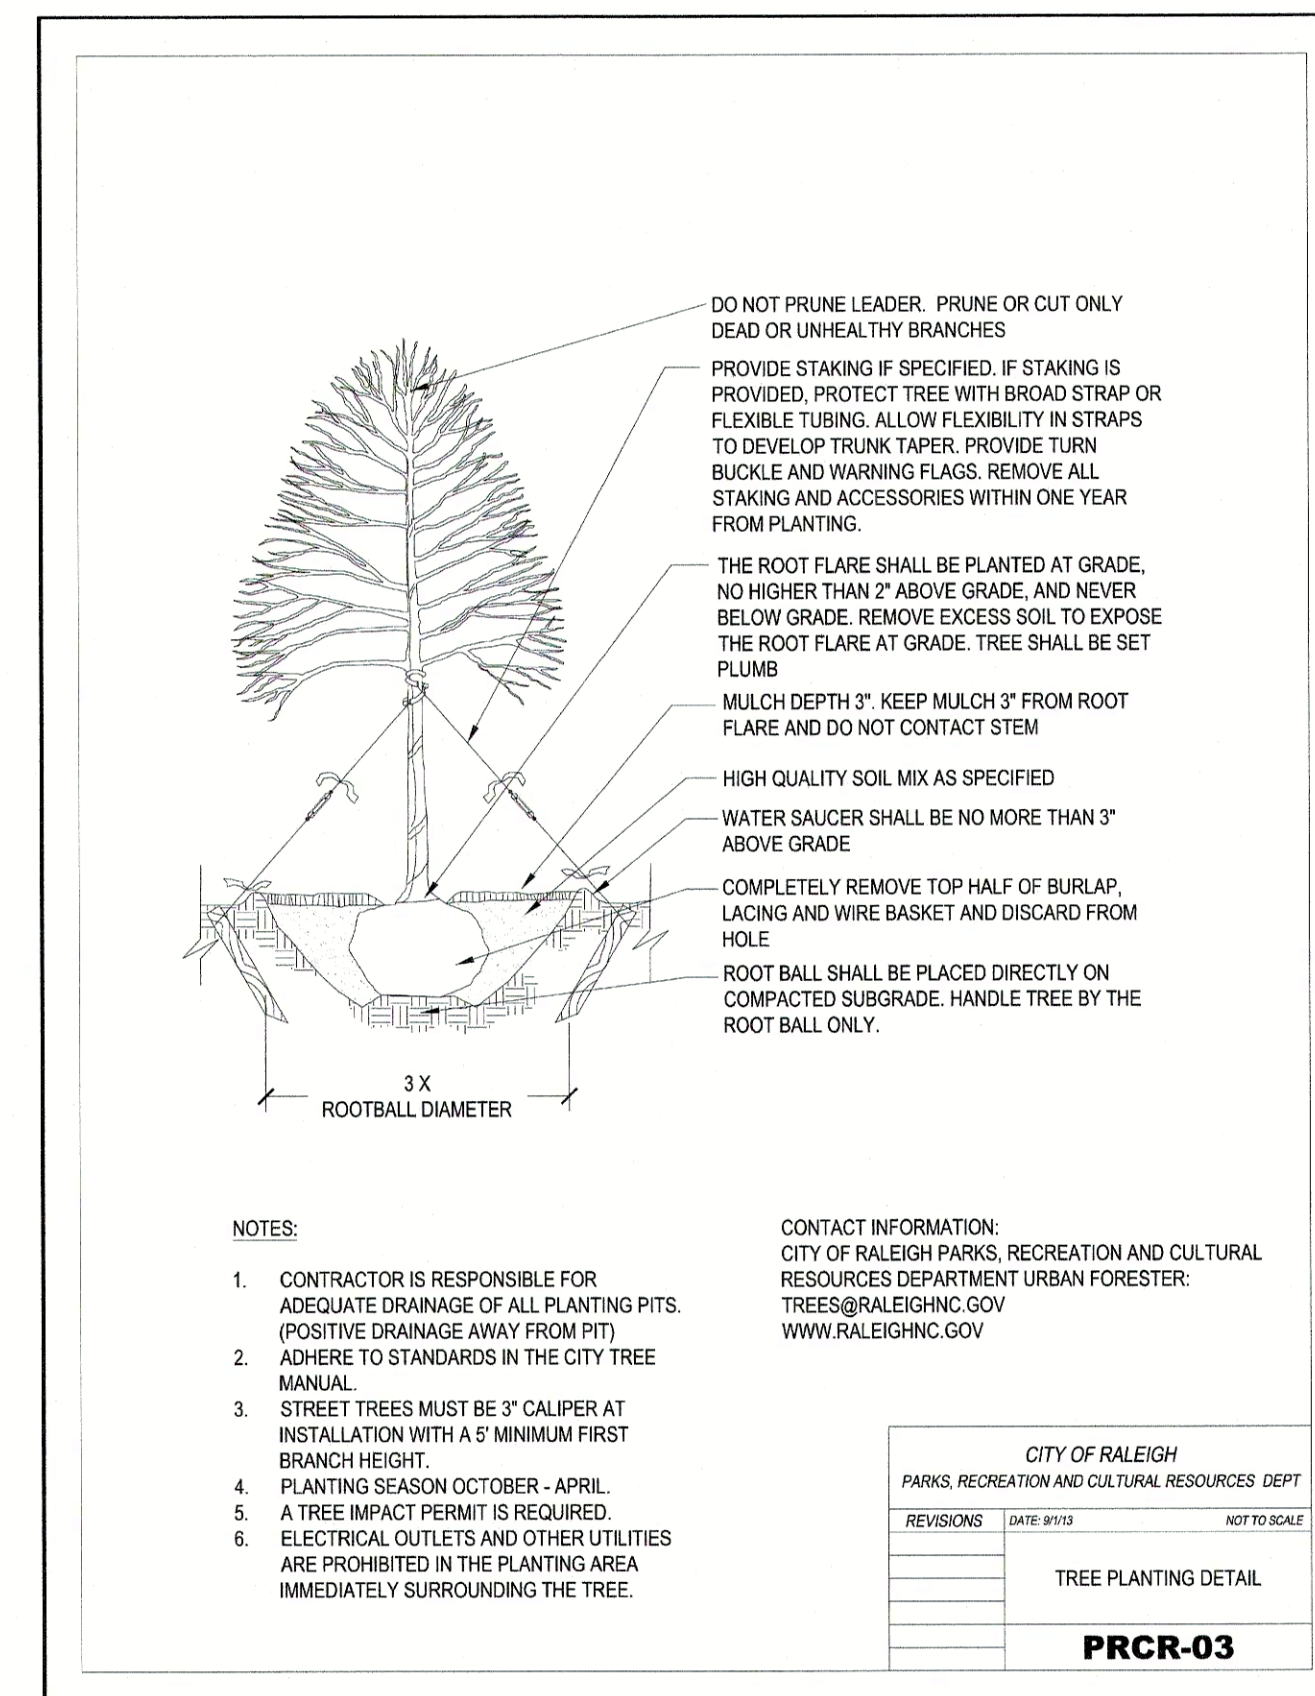 DO NOT PRUNE LEADER. PRUNE OR CUT ONLY
DEAD OR UNHEALTHY BRANCHES
PROVIDE STAKING IF SPECIFIED. IF STAKING IS
PROVIDED, PROTECT TREE WITH BROAD STRAP OR
FLEXIBLE TUBING. ALLOW FLEXIBILITY IN STRAPS
TO DEVELOP TRUNK TAPER. PROVIDE TURN
BUCKLE AND WARNING FLAGS. REMOVE ALL
STAKING AND ACCESSORIES WITHIN ONE YEAR
FROM PLANTING.
THE ROOT FLARE SHALL BE PLANTED AT GRADE,
NO HIGHER THAN 2" ABOVE GRADE, AND NEVER
BELOW GRADE. REMOVE EXCESS SOIL TO EXPOSE
THE ROOT FLARE AT GRADE. TREE SHALL BE SET
PLUMB
MULCH DEPTH 3". KEEP MULCH 3" FROM ROOT
FLARE AND DO NOT CONTACT STEM
HIGH QUALITY SOIL MIX AS SPECIFIED
WATER SAUCER SHALL BE NO MORE THAN 3"
ABOVE GRADE
COMPLETELY REMOVE TOP HALF OF BURLAP,
LACING AND WIRE BASKET AND DISCARD FROM
HOLE
ROOT BALL SHALL BE PLACED DIRECTLY ON
COMPACTED SUBGRADE. HANDLE TREE BY THE
ROOT BALL ONLY.
3 X
ROOTBALL DIAMETER
NOTES:
1. CONTRACTOR IS RESPONSIBLE FOR
ADEQUATE DRAINAGE OF ALL PLANTING PITS.
(POSITIVE DRAINAGE AWAY FROM PIT)
2. ADHERE TO STANDARDS IN THE CITY TREE
MANUAL.
3. STREET TREES MUST BE 3" CALIPER AT
INSTALLATION WITH A 5' MINIMUM FIRST
BRANCH HEIGHT.
4. PLANTING SEASON OCTOBER - APRIL.
5. A TREE IMPACT PERMIT IS REQUIRED.
6. ELECTRICAL OUTLETS AND OTHER UTILITIES
ARE PROHIBITED IN THE PLANTING AREA
IMMEDIATELY SURROUNDING THE TREE.
CONTACT INFORMATION:
CITY OF RALEIGH PARKS, RECREATION AND CULTURAL
RESOURCES DEPARTMENT URBAN FORESTER:
TREES@RALEIGHNC.GOV
WWW.RALEIGHNC.GOV
CITY OF RALEIGH
PARKS, RECREATION AND CULTURAL RESOURCES DEPT
REVISIONS DATE: 9/1/13 NOT TO SCALE
TREE PLANTING DETAIL
PRCR-03